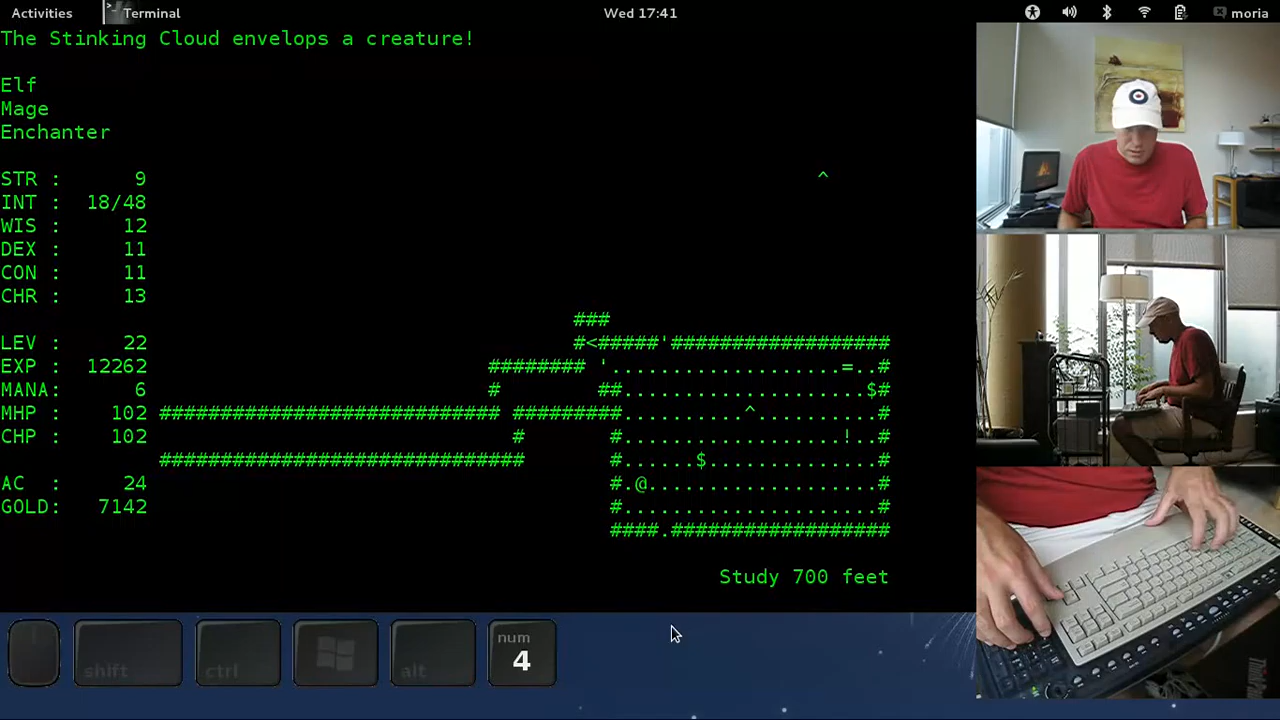 Activities >_ Terminal Wed 17:41 moria
The Stinking Cloud envelops a creature!
Elf
Mage
Enchanter
STR : 9
^
INT : 18/48
WIS : 12
DEX : 11
CON : 11
CHR : 13
###
LEV : 22 #<#####'##################
EXP : 12262 ######## '...................=..#
MANA: 6 # ##....................$#
MHP : 102 ############################ #########..........^..........#
CHP : 102 # #..................!..#
############################## #......$..............#
AC : 24 #.@...................#
GOLD: 7142 #.....................#
####.##################
Study 700 feet
shift ctrl alt num
4
ThinkPad